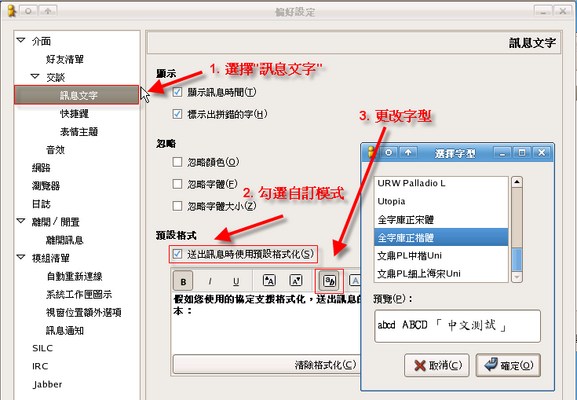 偏好設定
介面
好友清單
交談
訊息文字
快捷鍵
表情主題
音效
網路
瀏覽器
日誌
離開 / 閒置
離開訊息
模組清單
自動重新連線
系統工作匣圖示
視窗位置額外選項
訊息通知
SILC
IRC
Jabber
訊息文字
1. 選擇"訊息文字"
顯示
顯示訊息時間(T)
標示出拼錯的字(H)
忽略
忽略顏色(O)
忽略字體(F)
忽略字體大小(Z)
2. 勾選自訂模式
3. 更改字型
預設格式
送出訊息時使用預設格式化(S)
B I U A A
假如您使用的協定支援格式化，送出訊息的
本：
清除格式化(C)
選擇字型
URW Palladio L
Utopia
全字庫正宋體
全字庫正楷體
文鼎PL中楷Uni
文鼎PL細上海宋Uni
預覽(P)：
abcd ABCD「 中文測試 」
取消(C)
確定(O)